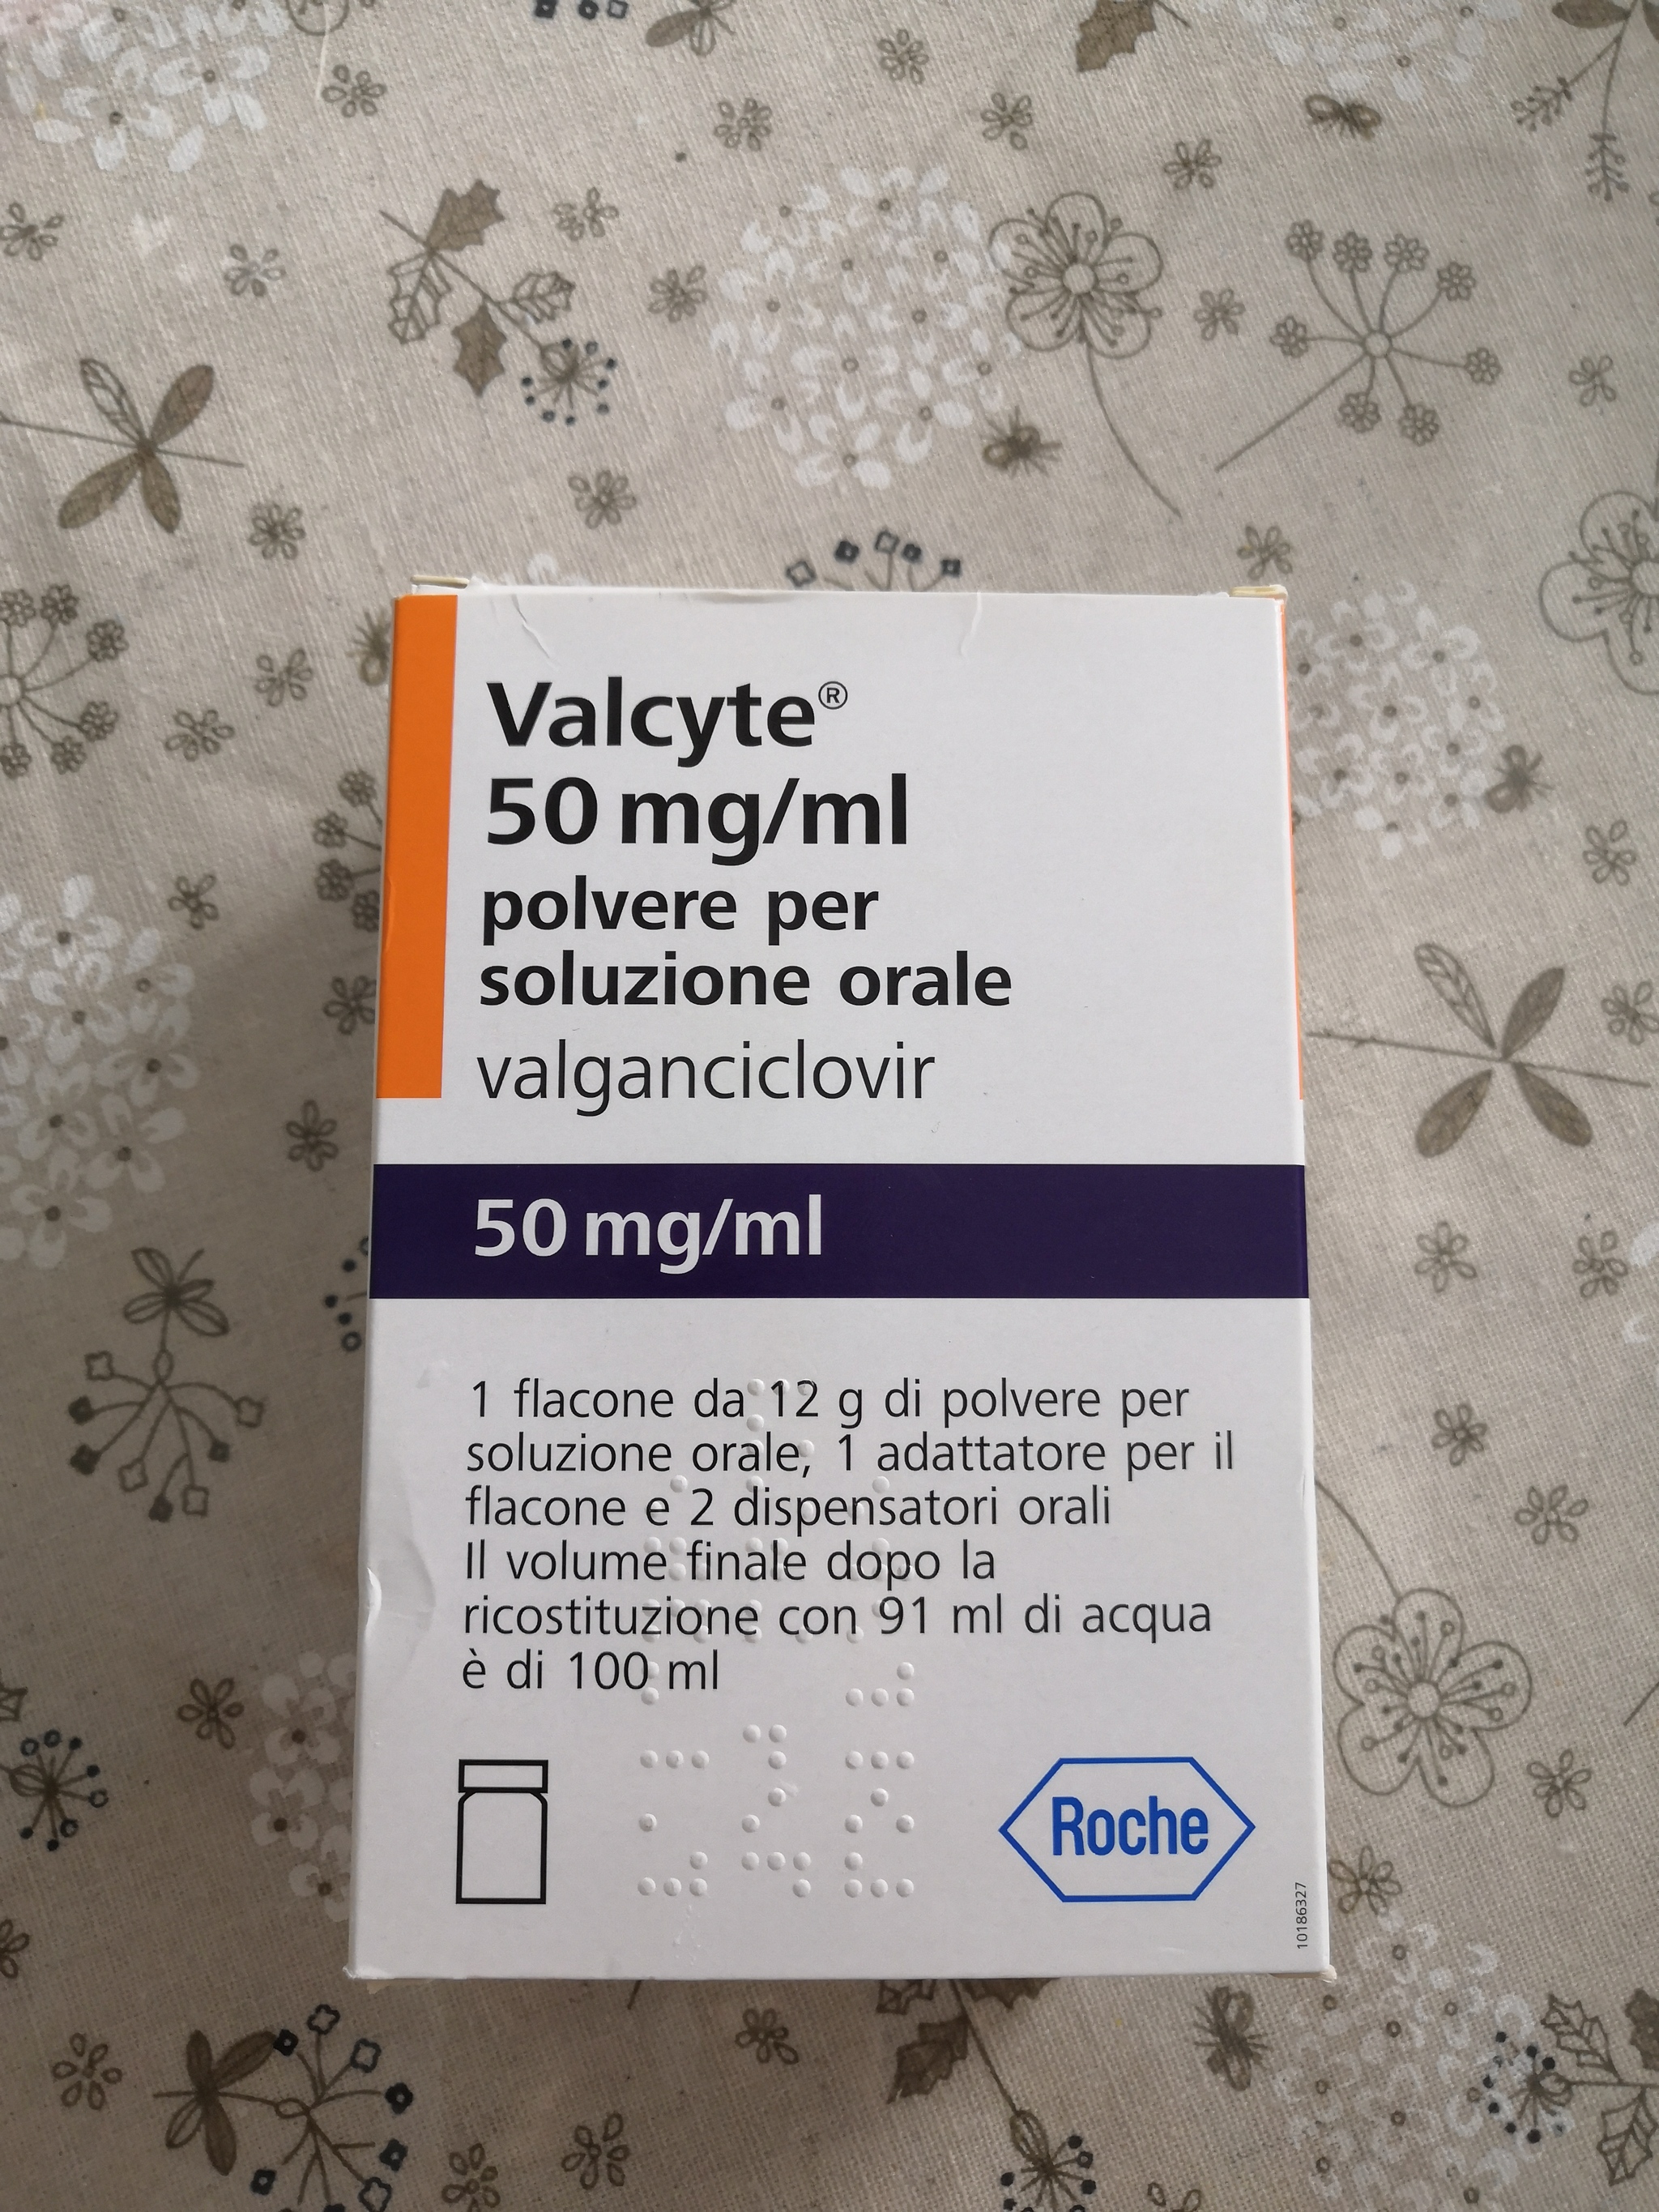 Valcyte®
50 mg/ml
polvere per
soluzione orale
valganciclovir
50 mg/ml
1 flacone da 12 g di polvere per
soluzione orale, 1 adattatore per il
flacone e 2 dispensatori orali
Il volume finale dopo la
ricostituzione con 91 ml di acqua
è di 100 ml
Roche
10186327